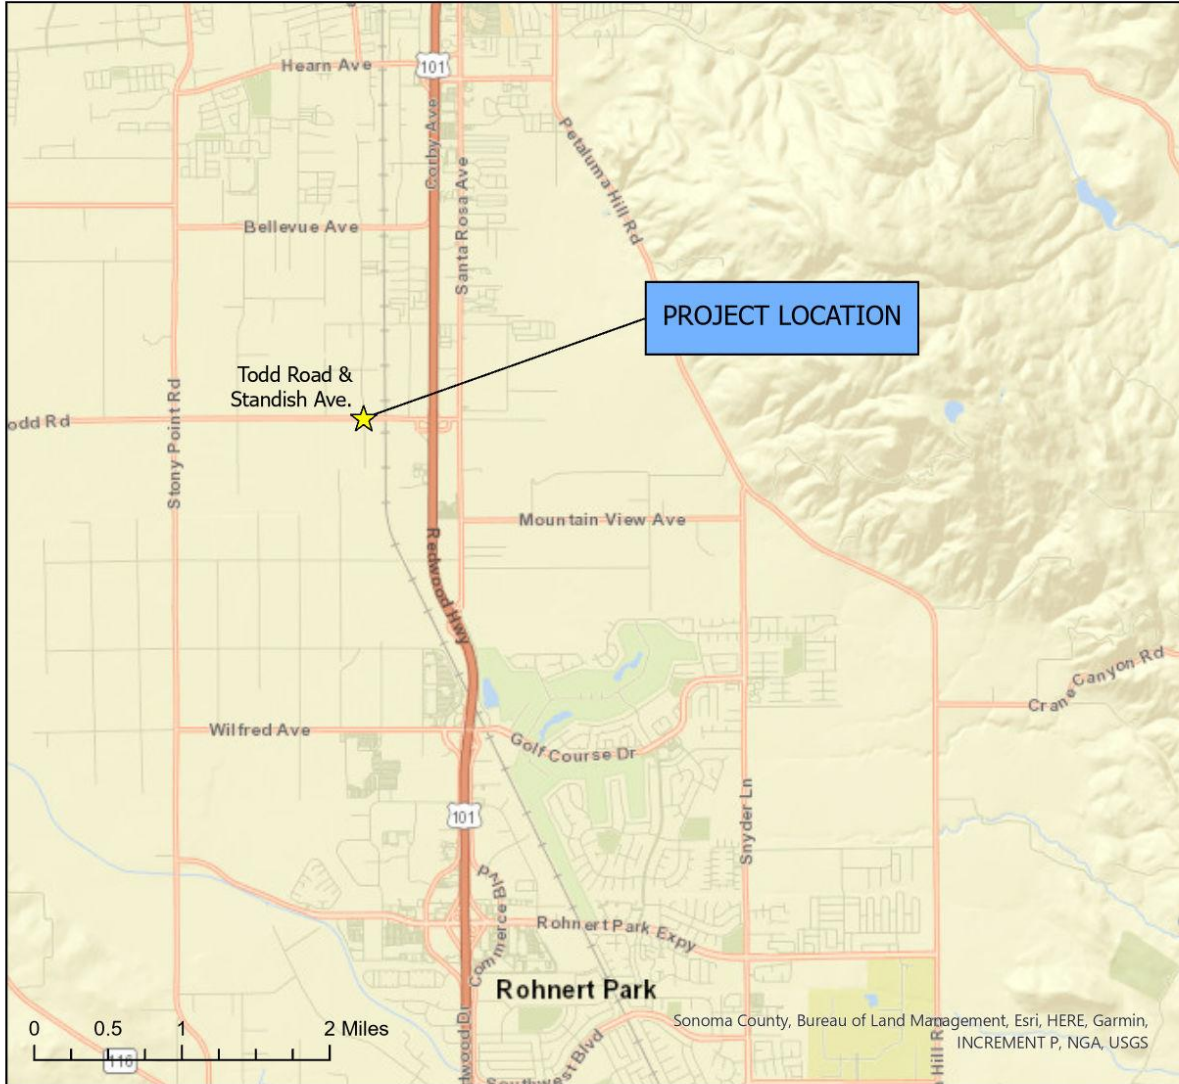 Hearn Ave
101
Corby Ave
Santa Rosa Ave
Petaluma Hill Rd
Bellevue Ave
PROJECT LOCATION
Todd Road &
Standish Ave.
odd Rd
Stony Point Rd
Mountain View Ave
Redwood Hwy
Crane Canyon Rd
Wilfred Ave
Golf Course Dr
101
Snyder Ln
Commerce Blvd
Rohnert Park Expy
Rohnert Park
dwood Dr
Southwest Blvd
Hill Rd
0 0.5 1 2 Miles
116
Sonoma County, Bureau of Land Management, Esri, HERE, Garmin,
INCREMENT P, NGA, USGS